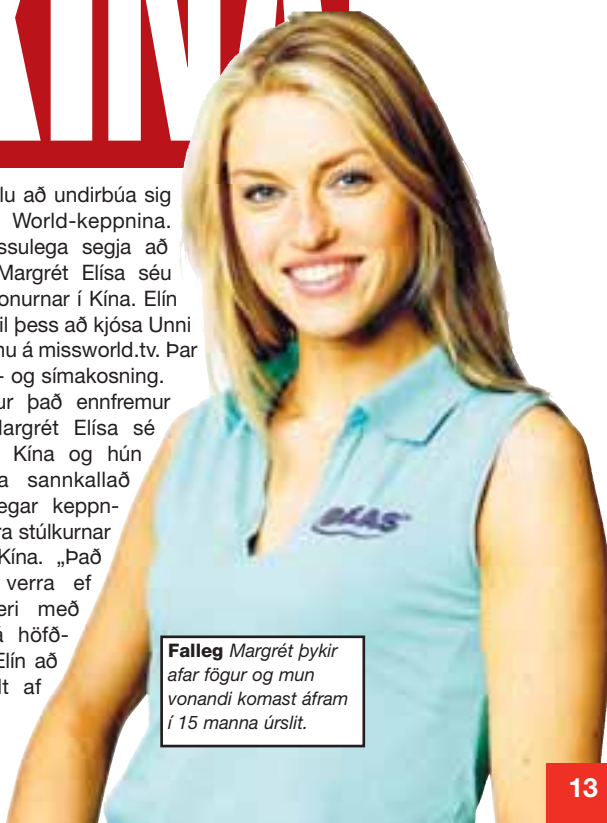 KÍNA
lu að undirbúa sig
World-keppnina.
ssulega segja að
Margrét Elísa séu
onurnar í Kína. Elín
il þess að kjósa Unni
nu á missworld.tv. Þar
- og símakosning.
ur það ennfremur
Margrét Elísa sé
Kína og hún
a sannkallað
egar keppn-
ra stúlkurnar
Kína. „Það
verra ef
eri með
á höfð-
Elín að
lt af
Falleg Margrét þykir
afar fögur og mun
vonandi komast áfram
í 15 manna úrslit.
13